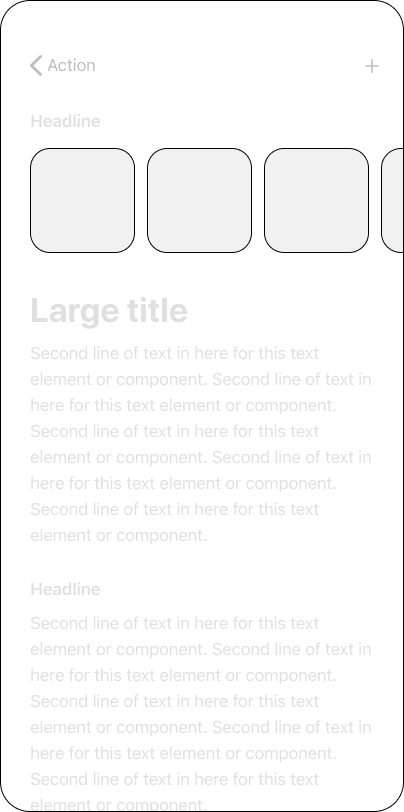 Action +
Headline
Large title
Second line of text in here for this text
element or component. Second line of text in
here for this text element or component.
Second line of text in here for this text
element or component. Second line of text in
here for this text element or component.
Second line of text in here for this text
element or component.
Headline
Second line of text in here for this text
element or component. Second line of text in
here for this text element or component.
Second line of text in here for this text
element or component. Second line of text in
here for this text element or component.
Second line of text in here for this text
element or component.